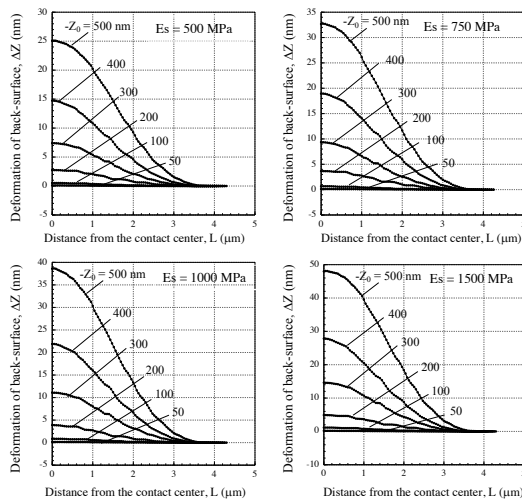 Deformation of back-surface, ΔZ (nm)
30
25
20
15
10
5
0
-5
-Z₀ = 500 nm
Es = 500 MPa
400
300
200
100
50
0 1 2 3 4 5
Distance from the contact center, L (μm)
Deformation of back-surface, ΔZ (nm)
35
30
25
20
15
10
5
0
-5
-Z₀ = 500 nm
Es = 750 MPa
400
300
200
100
50
0 1 2 3 4 5
Distance from the contact center, L (μm)
Deformation of back-surface, ΔZ (nm)
40
35
30
25
20
15
10
5
0
-5
-Z₀ = 500 nm
Es = 1000 MPa
400
300
200
100
50
0 1 2 3 4 5
Distance from the contact center, L (μm)
Deformation of back-surface, ΔZ (nm)
50
40
30
20
10
0
-10
-Z₀ = 500 nm
Es = 1500 MPa
400
300
200
100
50
0 1 2 3 4 5
Distance from the contact center, L (μm)